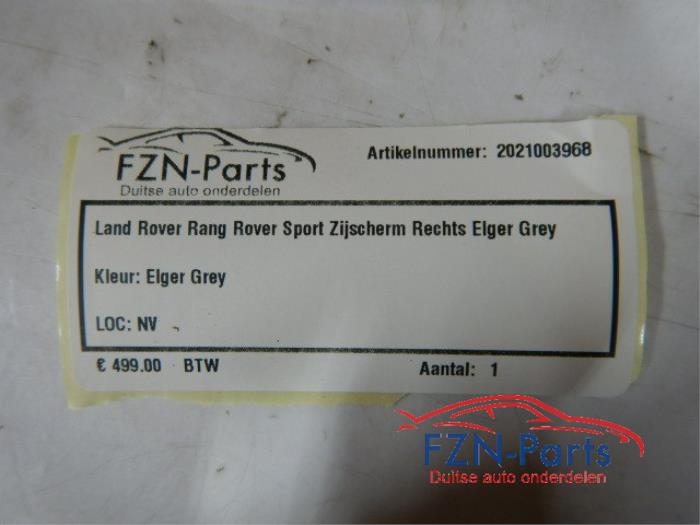 FZN-Parts
Duitse auto onderdelen
Artikelnummer: 2021003968
Land Rover Rang Rover Sport Zijscherm Rechts Elger Grey
Kleur: Elger Grey
LOC: NV
€ 499.00 BTW
Aantal: 1
FZN-Parts
Duitse auto onderdelen